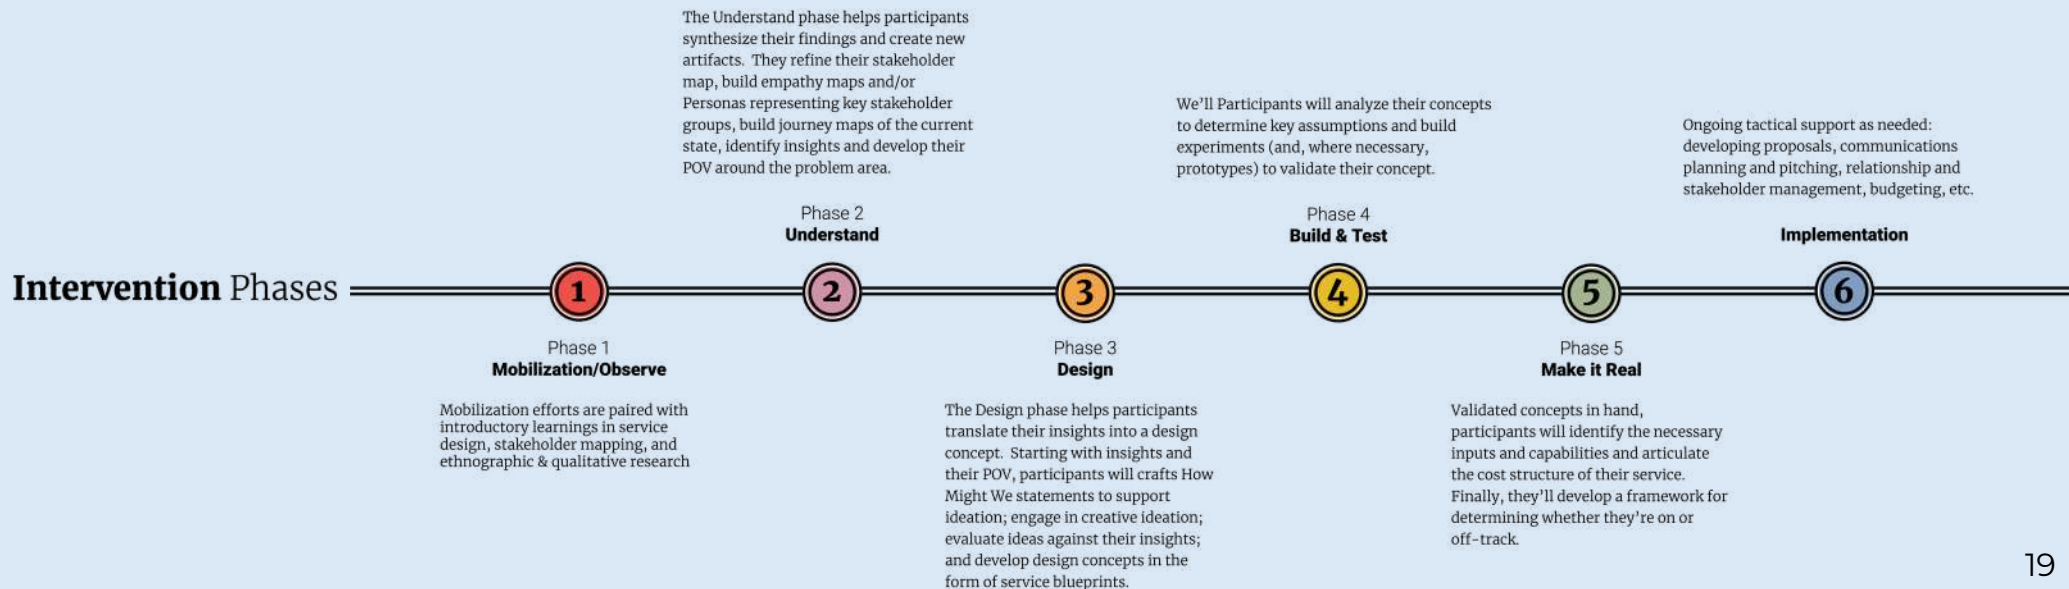 Intervention Phases
1
Phase 1
Mobilization/Observe
Mobilization efforts are paired with
introductory learnings in service
design, stakeholder mapping, and
ethnographic & qualitative research
The Understand phase helps participants
synthesize their findings and create new
artifacts. They refine their stakeholder
map, build empathy maps and/or
Personas representing key stakeholder
groups, build journey maps of the current
state, identify insights and develop their
POV around the problem area.
Phase 2
Understand
2
3
Phase 3
Design
The Design phase helps participants
translate their insights into a design
concept. Starting with insights and
their POV, participants will crafts How
Might We statements to support
ideation; engage in creative ideation;
evaluate ideas against their insights;
and develop design concepts in the
form of service blueprints.
We'll Participants will analyze their concepts
to determine key assumptions and build
experiments (and, where necessary,
prototypes) to validate their concept.
Phase 4
Build & Test
4
5
Phase 5
Make it Real
Validated concepts in hand,
participants will identify the necessary
inputs and capabilities and articulate
the cost structure of their service.
Finally, they'll develop a framework for
determining whether they're on or
off-track.
Ongoing tactical support as needed:
developing proposals, communications
planning and pitching, relationship and
stakeholder management, budgeting, etc.
Implementation
6
19